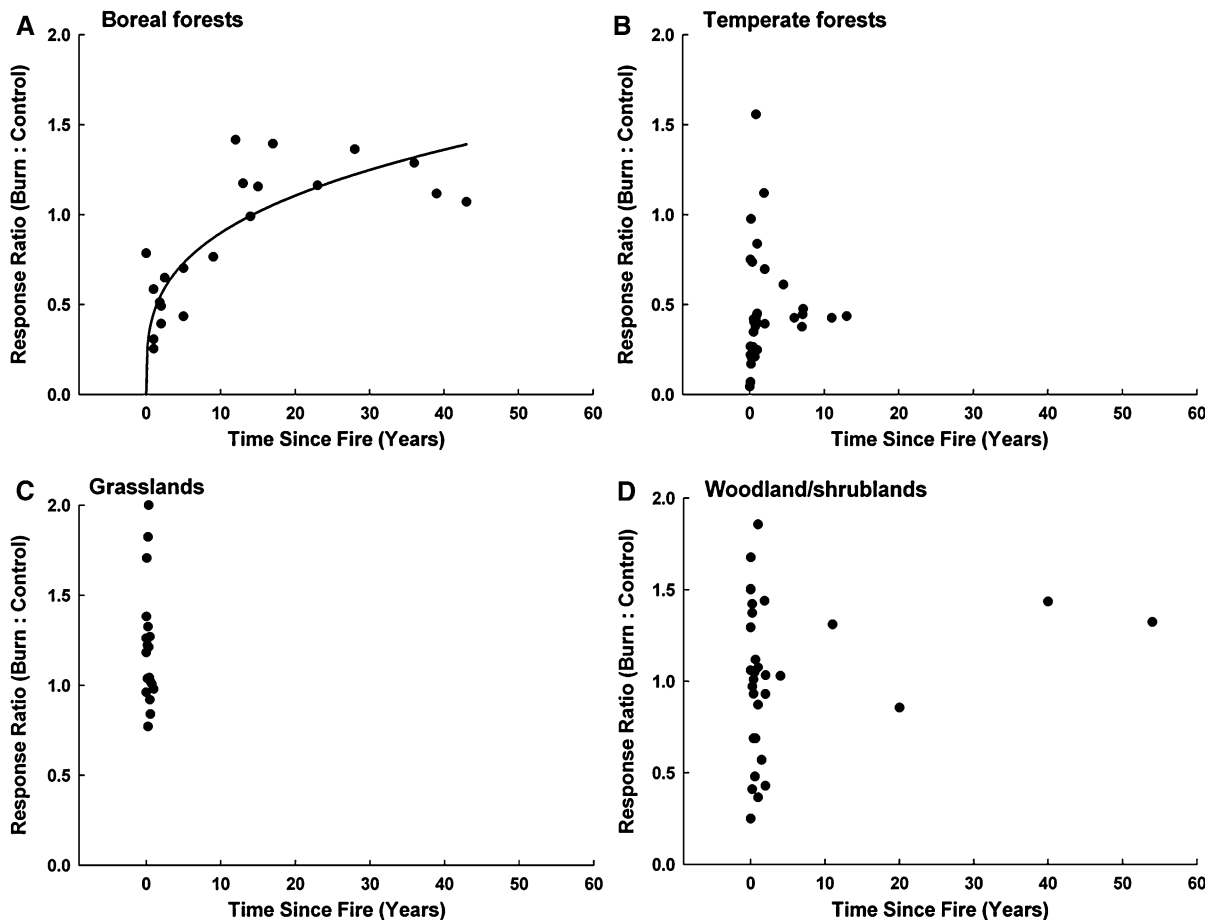 A Boreal forests
2.0
1.5
1.0
0.5
0.0
Response Ratio (Burn : Control)
0 10 20 30 40 50 60
Time Since Fire (Years)
B Temperate forests
2.0
1.5
1.0
0.5
0.0
Response Ratio (Burn : Control)
0 10 20 30 40 50 60
Time Since Fire (Years)
C Grasslands
2.0
1.5
1.0
0.5
0.0
Response Ratio (Burn : Control)
0 10 20 30 40 50 60
Time Since Fire (Years)
D Woodland/shrublands
2.0
1.5
1.0
0.5
0.0
Response Ratio (Burn : Control)
0 10 20 30 40 50 60
Time Since Fire (Years)